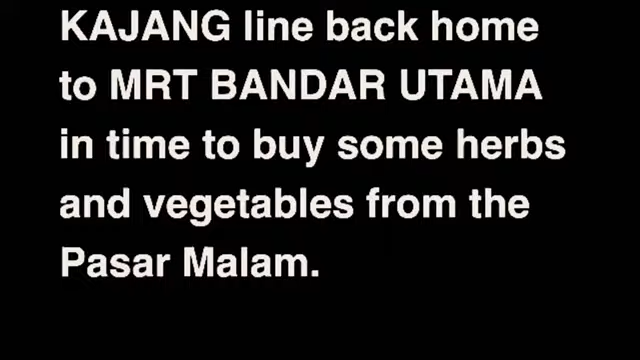 KAJANG line back home
to MRT BANDAR UTAMA
in time to buy some herbs
and vegetables from the
Pasar Malam.